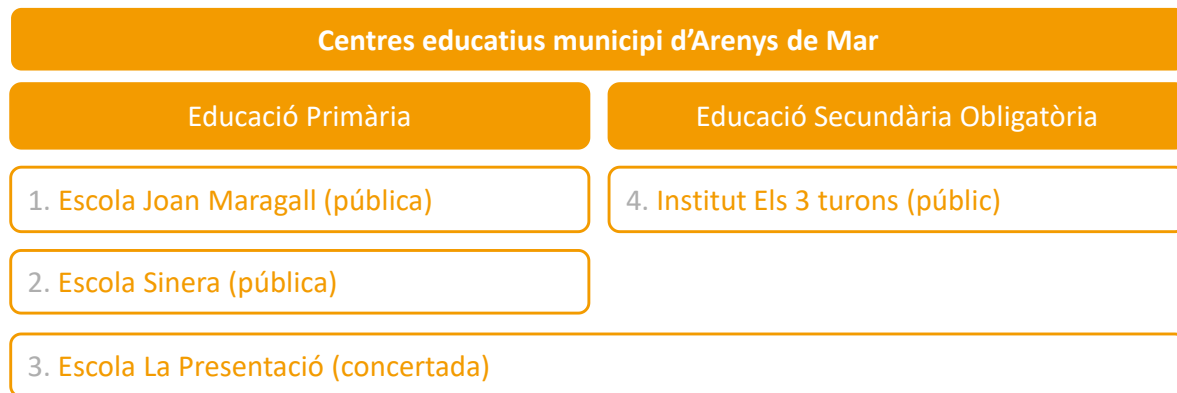 Centres educatius municipi d'Arenys de Mar
Educació Primària
Educació Secundària Obligatòria
1. Escola Joan Maragall (pública)
4. Institut Els 3 turons (públic)
2. Escola Sinera (pública)
3. Escola La Presentació (concertada)